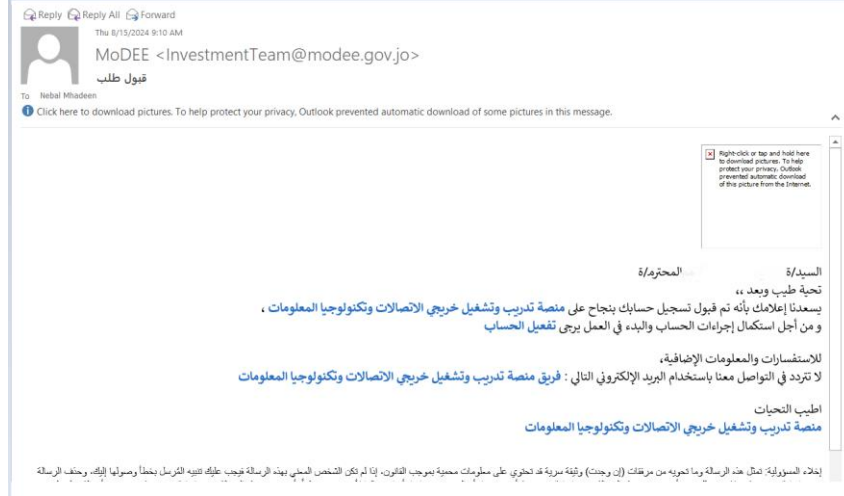 Reply Reply All Forward
Thu 8/15/2024 9:10 AM
MoDEE <InvestmentTeam@modee.gov.jo>
قبول طلب
To Nebal Mhadeen
Click here to download pictures. To help protect your privacy, Outlook prevented automatic download of some pictures in this message.
Right-click or tap and hold here
to download pictures. To help
protect your privacy, Outlook
prevented automatic download
of this picture from the Internet.
السيد/ة المحترم/ة
تحية طيب وبعد ،،
يسعدنا إعلامك بأنه تم قبول تسجيل حسابك بنجاح على منصة تدريب وتشغيل خريجي الاتصالات وتكنولوجيا المعلومات ،
و من أجل استكمال إجراءات الحساب والبدء في العمل يرجى تفعيل الحساب
للاستفسارات والمعلومات الإضافية،
لا تتردد في التواصل معنا باستخدام البريد الإلكتروني التالي : فريق منصة تدريب وتشغيل خريجي الاتصالات وتكنولوجيا المعلومات
اطيب التحيات
منصة تدريب وتشغيل خريجي الاتصالات وتكنولوجيا المعلومات
إخلاء المسؤولية: تمثل هذه الرسالة وما تحويه من مرفقات (إن وجدت) وثيقة سرية قد تحتوي على معلومات محمية بموجب القانون، إذا لم تكن الشخص المعني بهذه الرسالة فيجب عليك تنبيه المُرسل بخطأ وصولها إليك، وحذف الرسالة